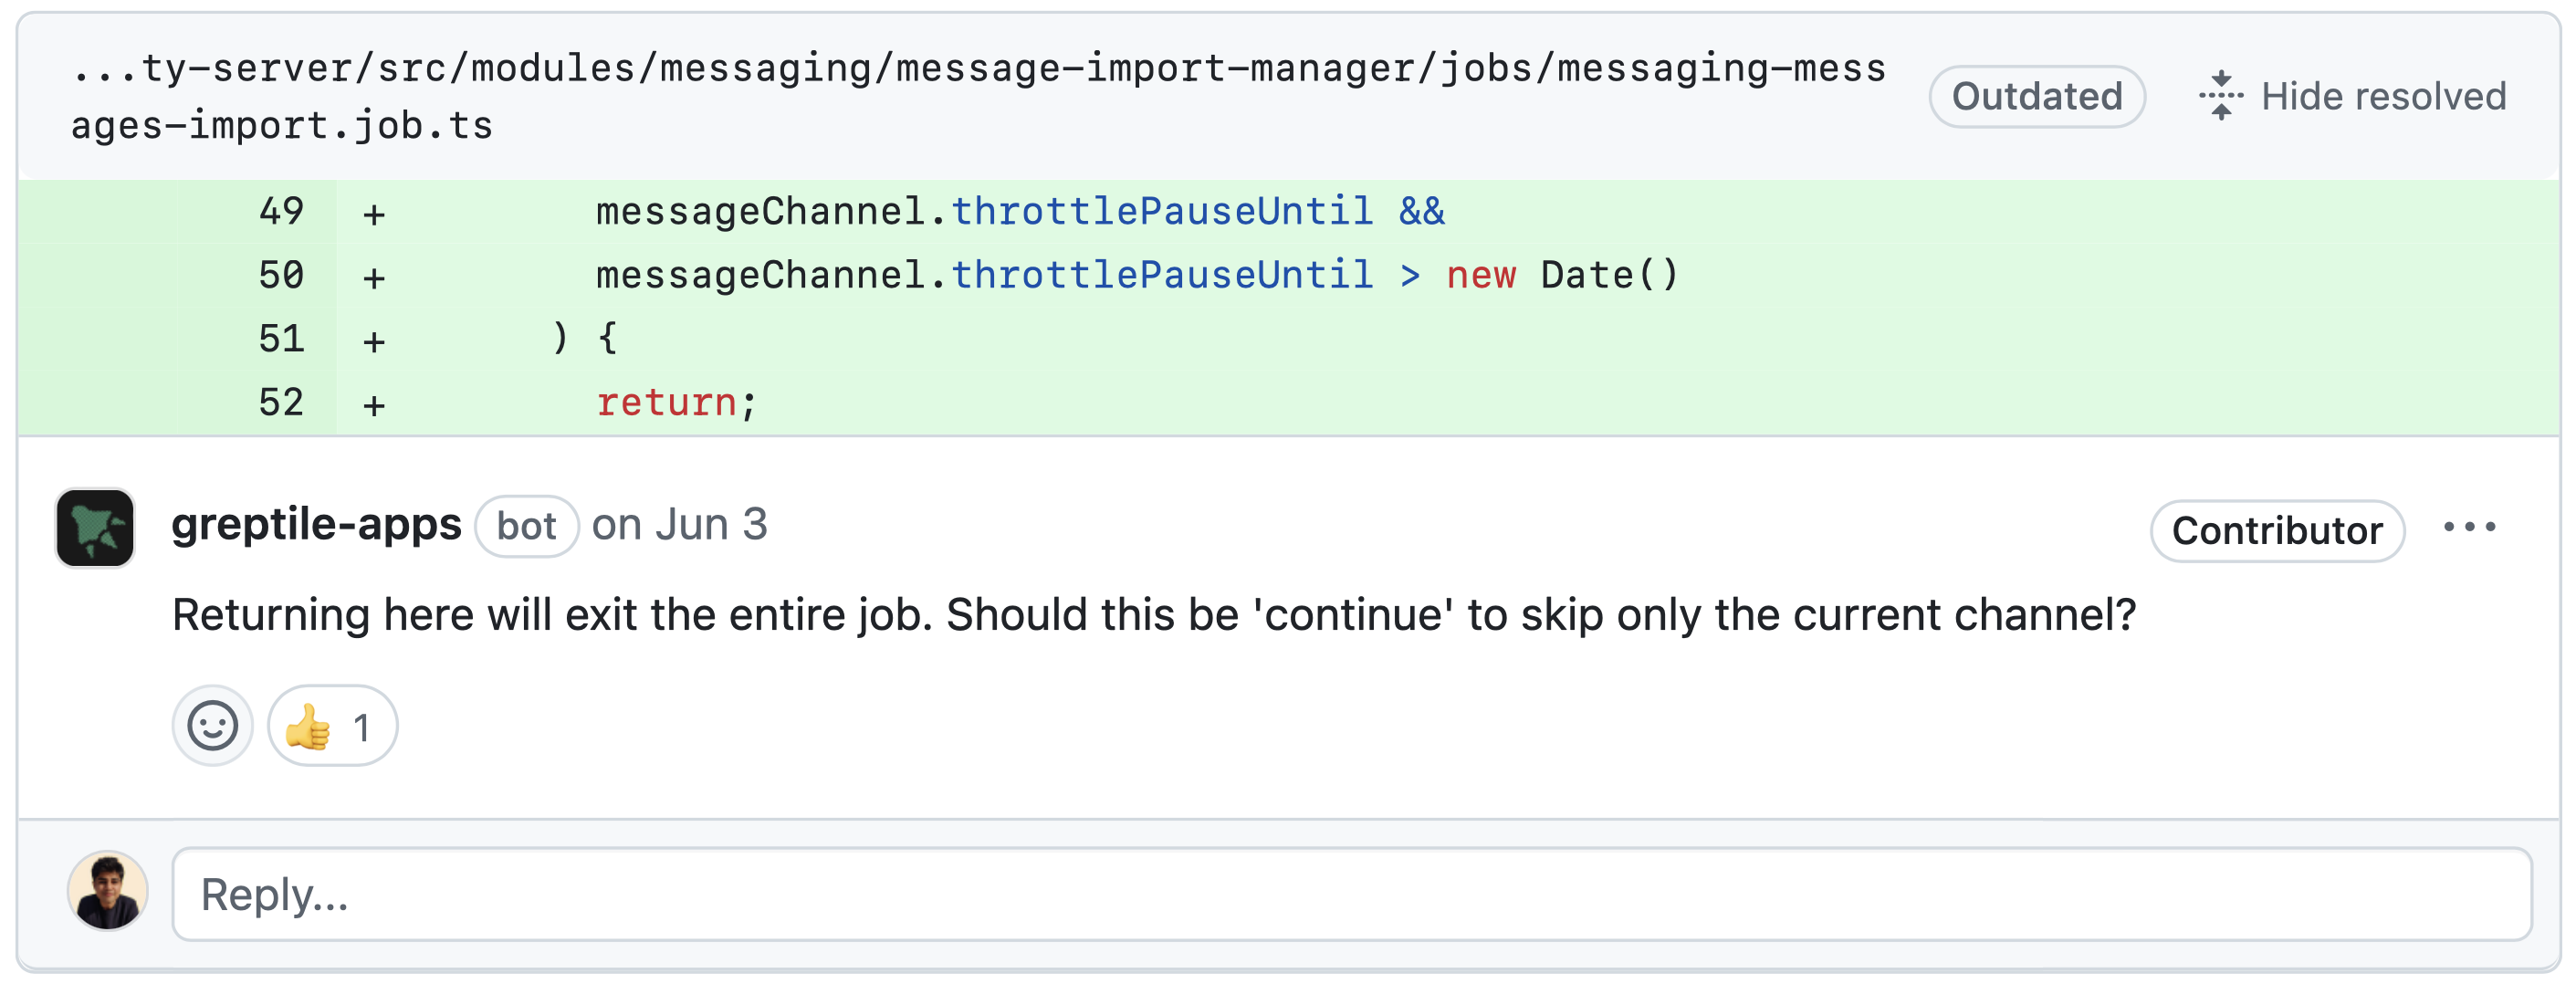 ...ty-server/src/modules/messaging/message-import-manager/jobs/messaging-mess
ages-import.job.ts
Outdated
Hide resolved
49 + messageChannel.throttlePauseUntil &&
50 + messageChannel.throttlePauseUntil > new Date()
51 + ) {
52 + return;
greptile-apps bot on Jun 3
Contributor
Returning here will exit the entire job. Should this be 'continue' to skip only the current channel?
👍 1
Reply...